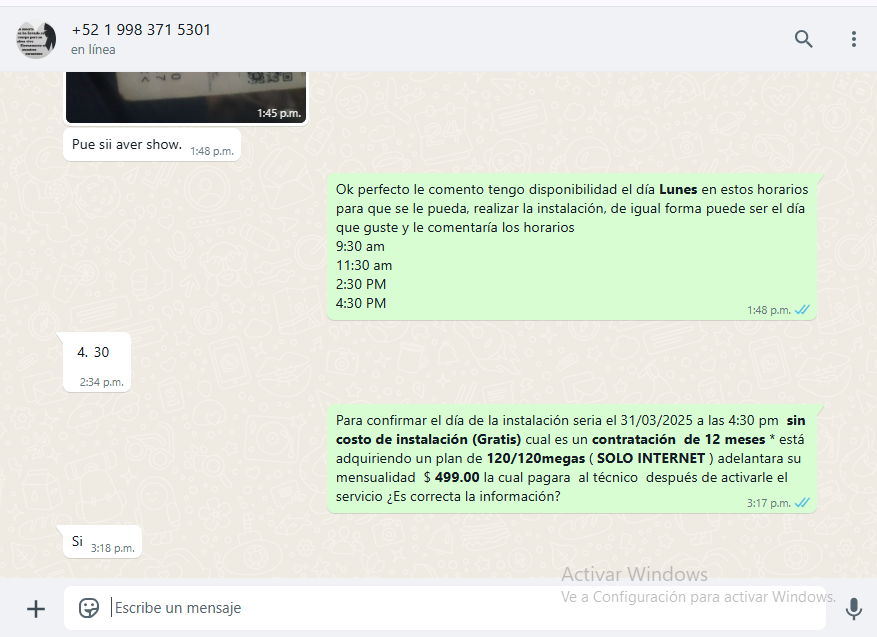 +52 1 998 371 5301
en línea
1:45 p.m.
Pue sii aver show.
1:48 p.m.
Ok perfecto le comento tengo disponibilidad el día Lunes en estos horarios
para que se le pueda, realizar la instalación, de igual forma puede ser el día
que guste y le comentaría los horarios
9:30 am
11:30 am
2:30 PM
4:30 PM
1:48 p.m.
4. 30
2:34 p.m.
Para confirmar el día de la instalación seria el 31/03/2025 a las 4:30 pm sin
costo de instalación (Gratis) cual es un contratación de 12 meses * está
adquiriendo un plan de 120/120megas ( SOLO INTERNET ) adelantara su
mensualidad $ 499.00 la cual pagara al técnico después de activarle el
servicio ¿Es correcta la información?
3:17 p.m.
Si
3:18 p.m.
Activar Windows
Ve a Configuración para activar Windows.
Escribe un mensaje